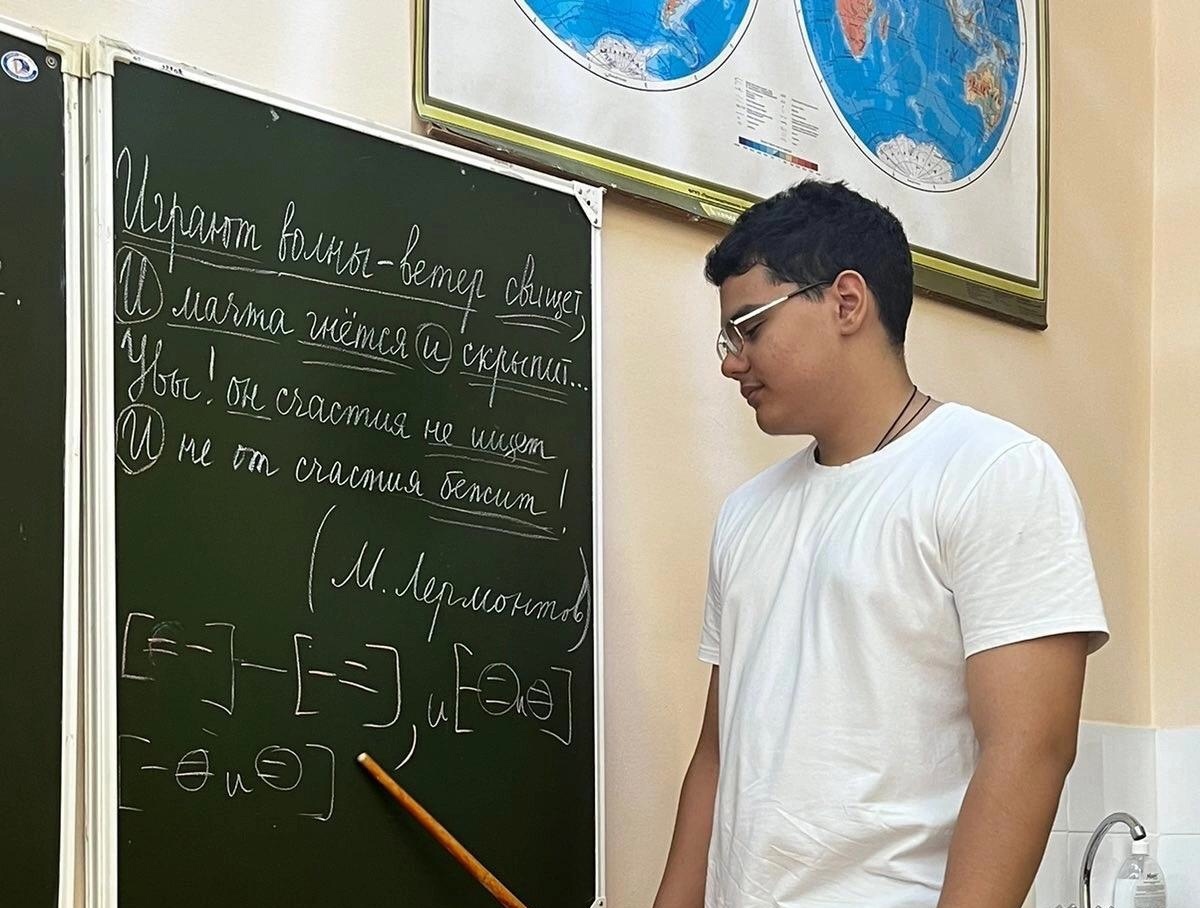 Играют волны-ветер свищет,
И мачта гнётся и скрыпит...
Увы! он счастия не ищет
И не от счастия бежит!
(М. Лермонтов)
[= -] — [- =], и [- = и =]
[- = и =]